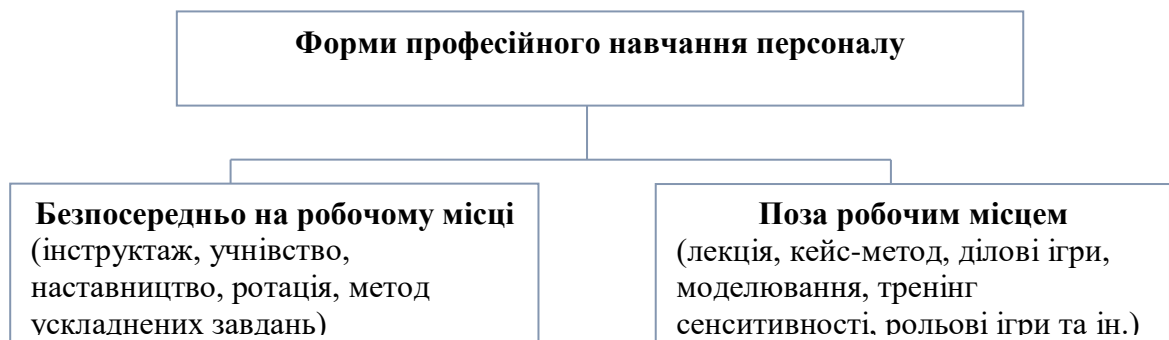 Форми професійного навчання персоналу
Безпосередньо на робочому місці
(інструктаж, учнівство,
наставництво, ротація, метод
ускладнених завдань)
Поза робочим місцем
(лекція, кейс-метод, ділові ігри,
моделювання, тренінг
сенситивності, рольові ігри та ін.)